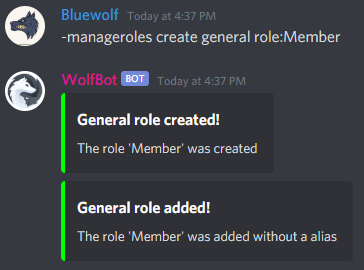 Bluewolf Today at 4:37 PM
-manageroles create general role:Member
WolfBot BOT Today at 4:37 PM
General role created!
The role 'Member' was created
General role added!
The role 'Member' was added without a alias